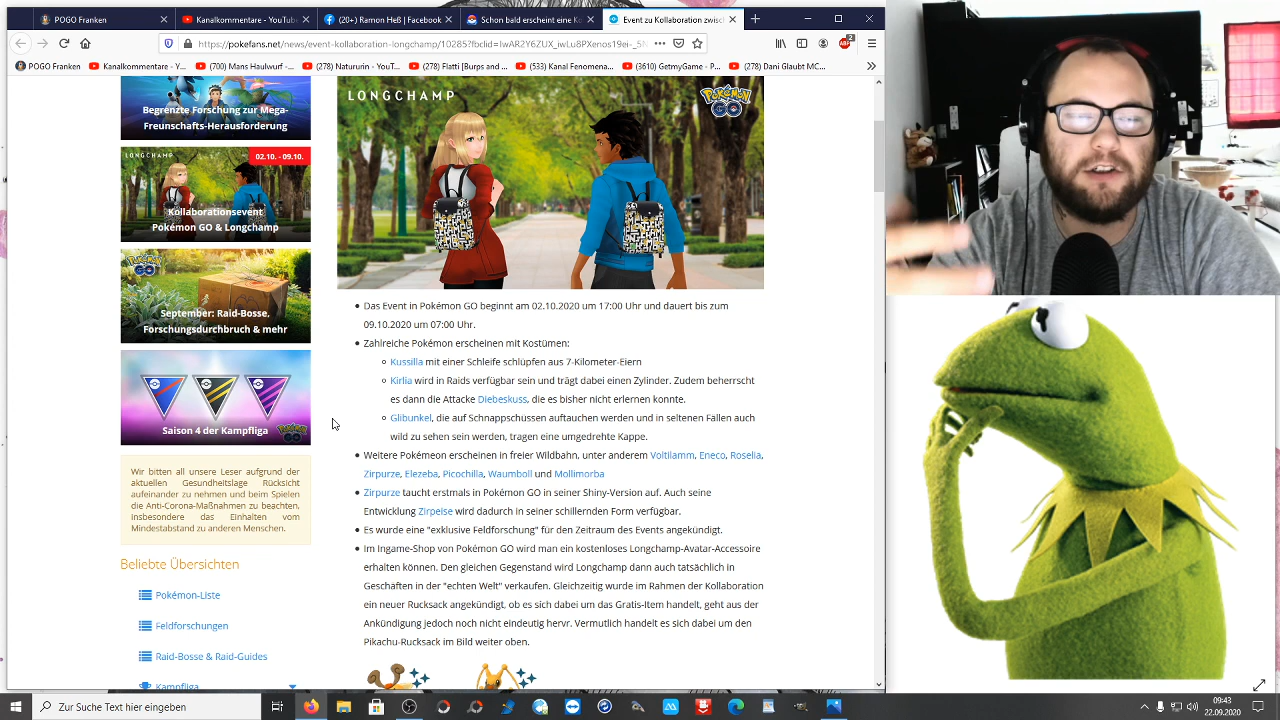 POGO Franken
Kanalkommentare - YouTu
(20+) Ramon Heß | Facebook
Schon bald erscheint eine Ko
Event zu Kollaboration zwisc
https://pokefans.net/news/event-kollaboration-longchamp/10285?fbclid=IwAR2Y6ZUX_iwLu8PXenos19ei-_5N
ABP
2
POGO Franken
Kanalkommentare - Y...
(700) Mans Haulwurf -...
(278) Natururin - YouT...
(278) Flatti [Burps and ...
(533) Kanal Fenomena...
(3610) GetmyGame - P...
(278) Dani Glaubt MC...
Begrenzte Forschung zur Mega-
Freunschafts-Herausforderung
LONGCHAMP
02.10. - 09.10.
Kollaborationsevent
Pokémon GO & Longchamp
POKÉMON
GO
September: Raid-Bosse,
Forschungsdurchbruch & mehr
Saison 4 der Kampfliga
GO
Wir bitten all unsere Leser aufgrund der
aktuellen Gesundheitslage Rücksicht
aufeinander zu nehmen und beim Spielen
die Anti-Corona-Maßnahmen zu beachten,
insbesondere das Einhalten vom
Mindestabstand zu anderen Menschen.
Beliebte Übersichten
Pokémon-Liste
Feldforschungen
Raid-Bosse & Raid-Guides
Kampfliga
LONGCHAMP
POKÉMON
GO
Das Event in Pokémon GO beginnt am 02.10.2020 um 17:00 Uhr und dauert bis zum
09.10.2020 um 07:00 Uhr.
Zahlreiche Pokémon erscheinen mit Kostümen:
Kussilla mit einer Schleife schlüpfen aus 7-Kilometer-Eiern
Kirlia wird in Raids verfügbar sein und trägt dabei einen Zylinder. Zudem beherrscht
es dann die Attacke Diebeskuss, die es bisher nicht erlernen konnte.
Glibunkel, die auf Schnappschüssen auftauchen werden und in seltenen Fällen auch
wild zu sehen sein werden, tragen eine umgedrehte Kappe.
Weitere Pokémeon erscheinen in freier Wildbahn, unter anderem Voltilamm, Eneco, Roselia,
Zirpurze, Elezeba, Picochilla, Waumboll und Mollimorba
Zirpurze taucht erstmals in Pokémon GO in seiner Shiny-Version auf. Auch seine
Entwicklung Zirpeise wird dadurch in seiner schillernden Form verfügbar.
Es wurde eine "exklusive Feldforschung" für den Zeitraum des Events angekündigt.
Im Ingame-Shop von Pokémon GO wird man ein kostenloses Longchamp-Avatar-Accessoire
erhalten können. Den gleichen Gegenstand wird Longchamp dann auch tatsächlich in
Geschäften in der "echten Welt" verkaufen. Gleichzeitig wurde im Rahmen der Kollaboration
ein neuer Rucksack angekündigt, ob es sich dabei um das Gratis-Item handelt, geht aus der
Ankündigung jedoch noch nicht eindeutig hervr. Vermutlich handelt es sich dabei um den
Pikachu-Rucksack im Bild weiter oben.
Zur Suche Text hier eingeben
09:43
22.09.2020